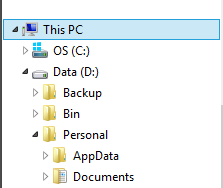 This PC
OS (C:)
Data (D:)
Backup
Bin
Personal
AppData
Documents